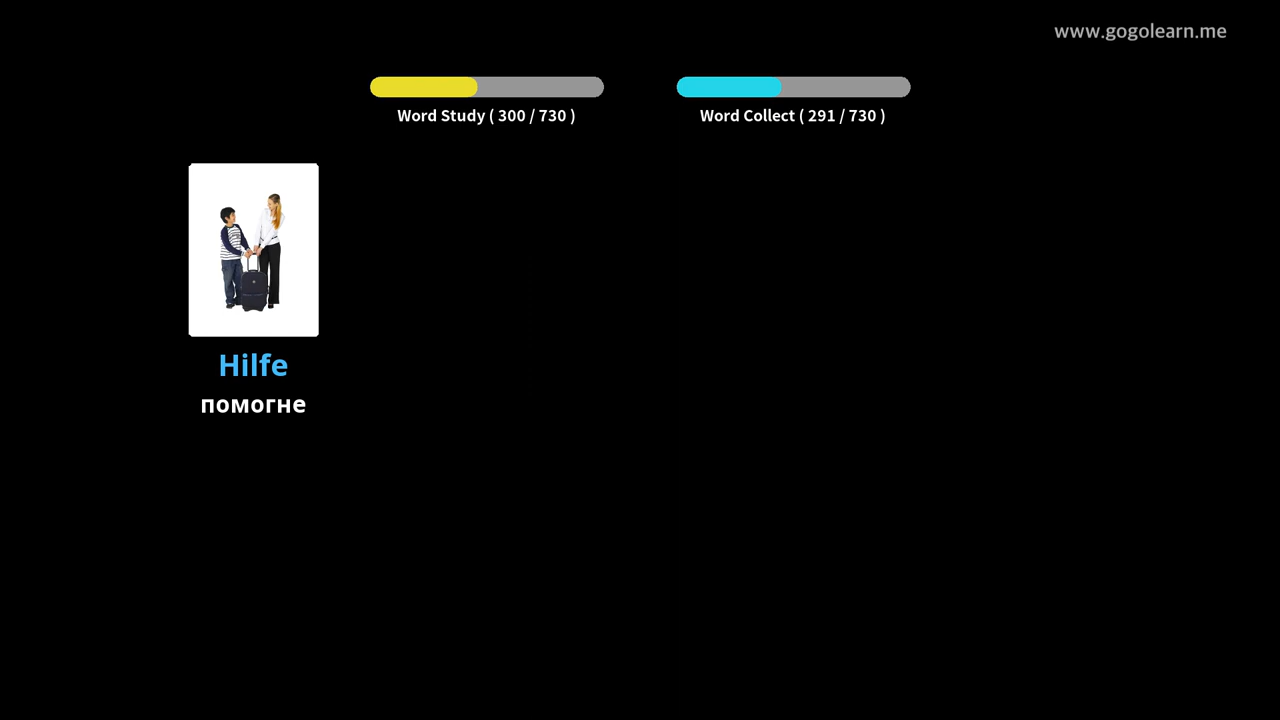 www.gogolearn.me
Word Study ( 300 / 730 )
Word Collect ( 291 / 730 )
Hilfe
помогне